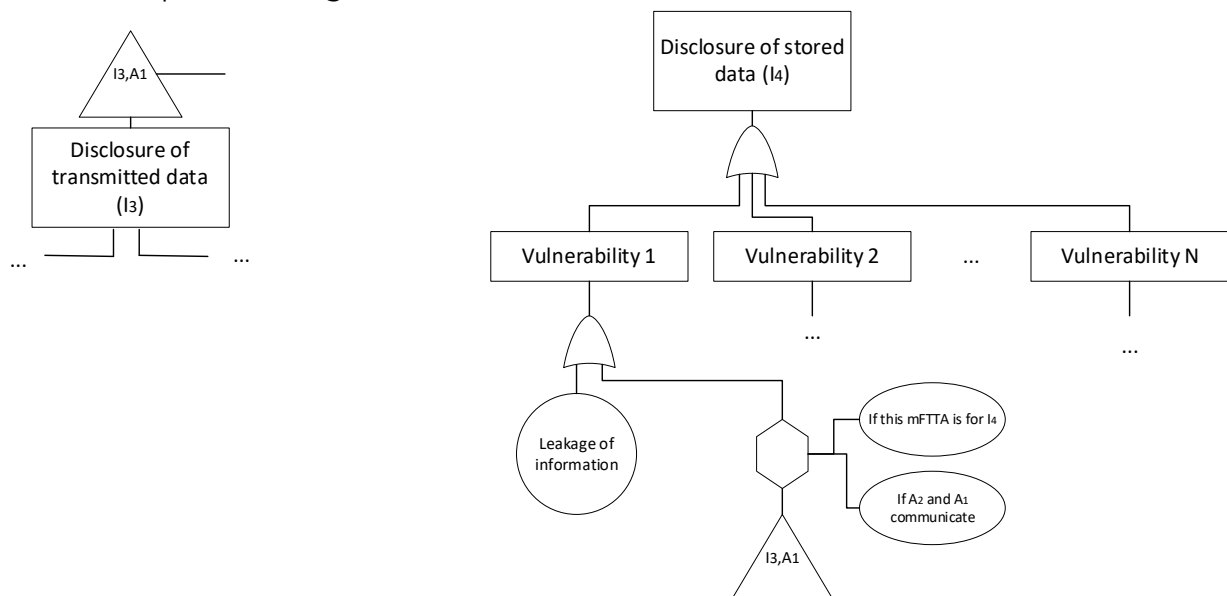 I3,A1
Disclosure of
transmitted data
(I3)
...
...
Disclosure of stored
data (I4)
Vulnerability 1
Vulnerability 2
...
Vulnerability N
...
...
Leakage of
information
If this mFTTA is for I4
If A2 and A1
communicate
I3,A1